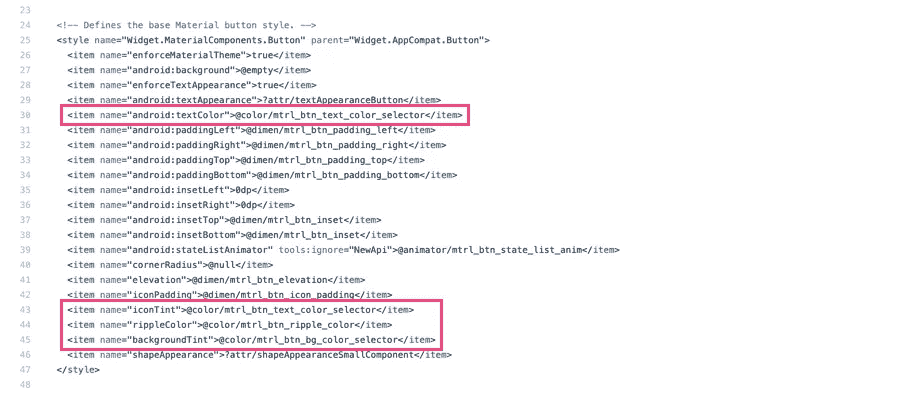 23
24 <!-- Defines the base Material button style. -->
25 <style name="Widget.MaterialComponents.Button" parent="Widget.AppCompat.Button">
26 <item name="enforceMaterialTheme">true</item>
27 <item name="android:background">@empty</item>
28 <item name="enforceTextAppearance">true</item>
29 <item name="android:textAppearance">?attr/textAppearanceButton</item>
30 <item name="android:textColor">@color/mtrl_btn_text_color_selector</item>
31 <item name="android:paddingLeft">@dimen/mtrl_btn_padding_left</item>
32 <item name="android:paddingRight">@dimen/mtrl_btn_padding_right</item>
33 <item name="android:paddingTop">@dimen/mtrl_btn_padding_top</item>
34 <item name="android:paddingBottom">@dimen/mtrl_btn_padding_bottom</item>
35 <item name="android:insetLeft">0dp</item>
36 <item name="android:insetRight">0dp</item>
37 <item name="android:insetTop">@dimen/mtrl_btn_inset</item>
38 <item name="android:insetBottom">@dimen/mtrl_btn_inset</item>
39 <item name="android:stateListAnimator" tools:ignore="NewApi">@animator/mtrl_btn_state_list_anim</item>
40 <item name="cornerRadius">@null</item>
41 <item name="elevation">@dimen/mtrl_btn_elevation</item>
42 <item name="iconPadding">@dimen/mtrl_btn_icon_padding</item>
43 <item name="iconTint">@color/mtrl_btn_text_color_selector</item>
44 <item name="rippleColor">@color/mtrl_btn_ripple_color</item>
45 <item name="backgroundTint">@color/mtrl_btn_bg_color_selector</item>
46 <item name="shapeAppearance">?attr/shapeAppearanceSmallComponent</item>
47 </style>
48